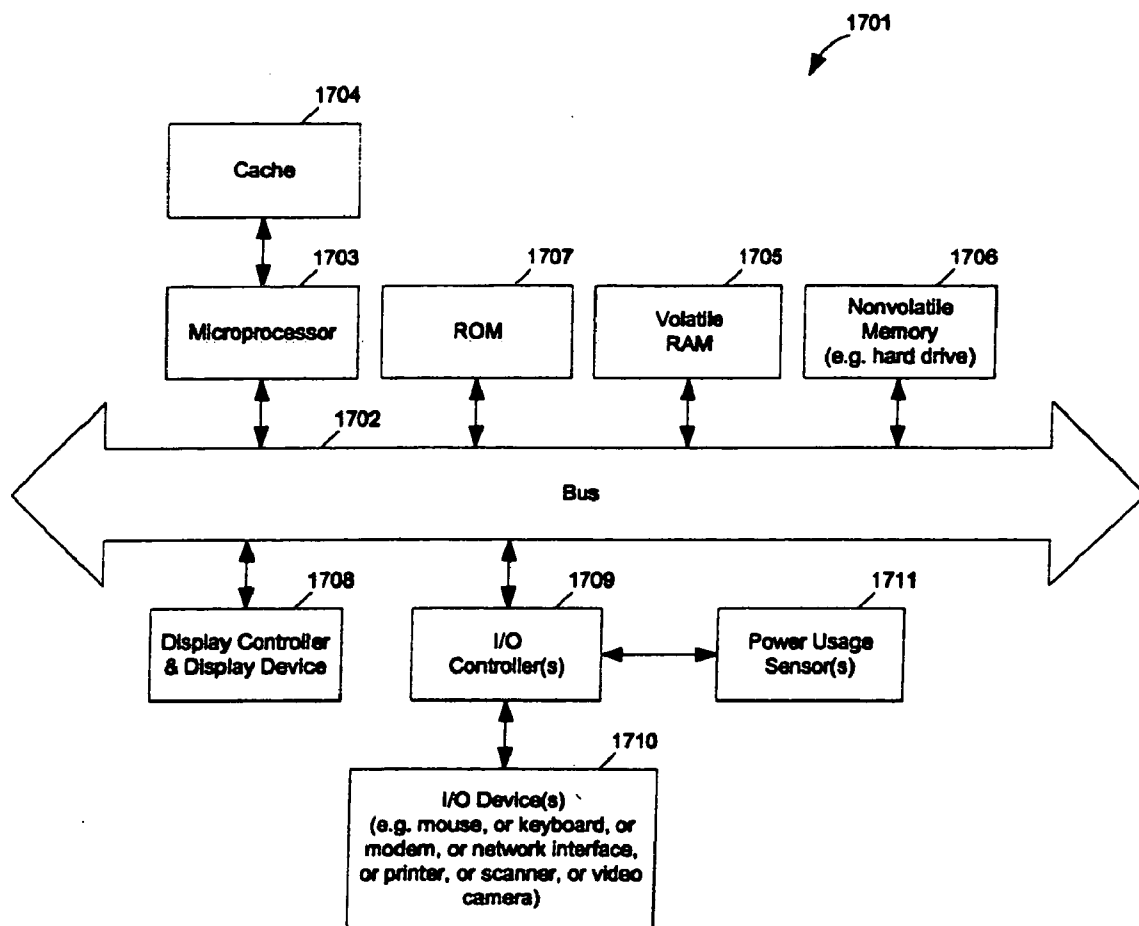 1701
1704
Cache
1703
1707
1705
1706
Microprocessor
ROM
Volatile
RAM
Nonvolatile
Memory
(e.g. hard drive)
1702
Bus
1708
1709
1711
Display Controller
& Display Device
I/O
Controller(s)
Power Usage
Sensor(s)
1710
I/O Device(s)
(e.g. mouse, or keyboard, or
modem, or network interface,
or printer, or scanner, or video
camera)